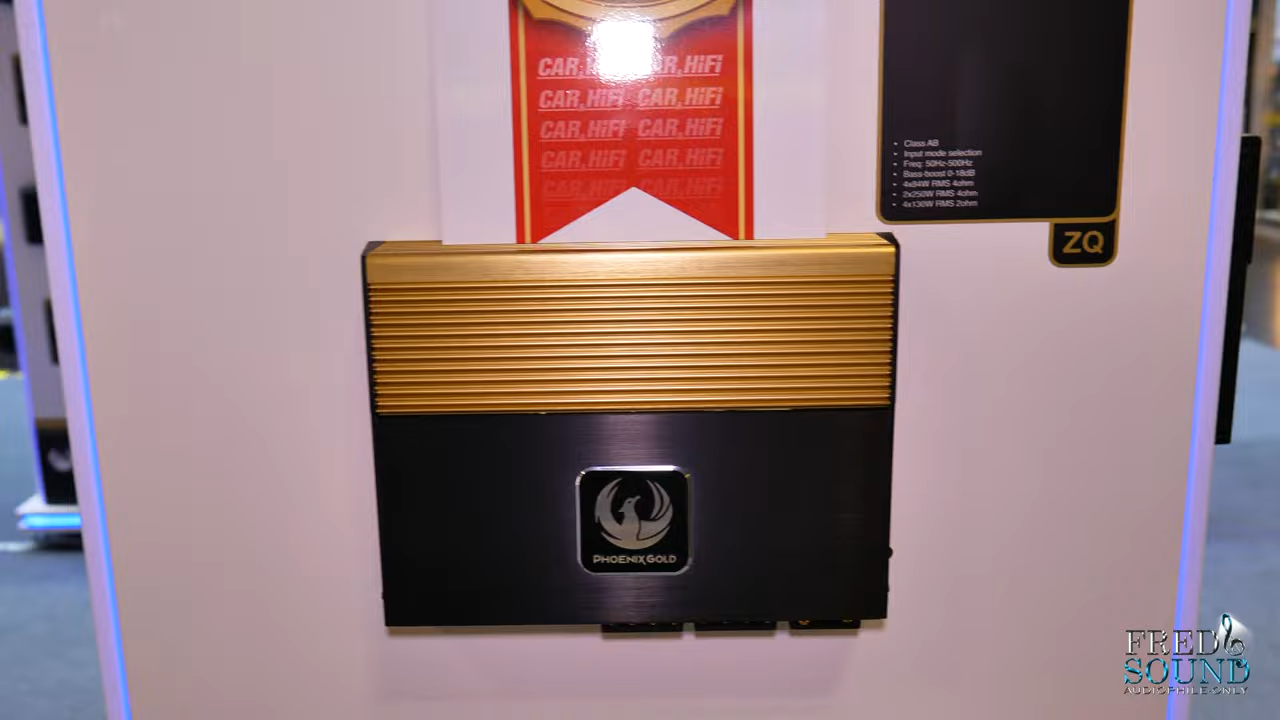 CAR & HiFi CAR & HiFi
CAR & HiFi CAR & HiFi
CAR & HiFi CAR & HiFi
CAR & HiFi CAR & HiFi
• Class AB
• Input mode selection
• Freq: 50Hz-500Hz
• Bass-boost 0-18dB
• 4x84W RMS 4ohm
• 2x250W RMS 4ohm
• 4x130W RMS 2ohm
ZQ
PHOENIX GOLD
FRED SOUND
AUDIOPHILE-ONLY